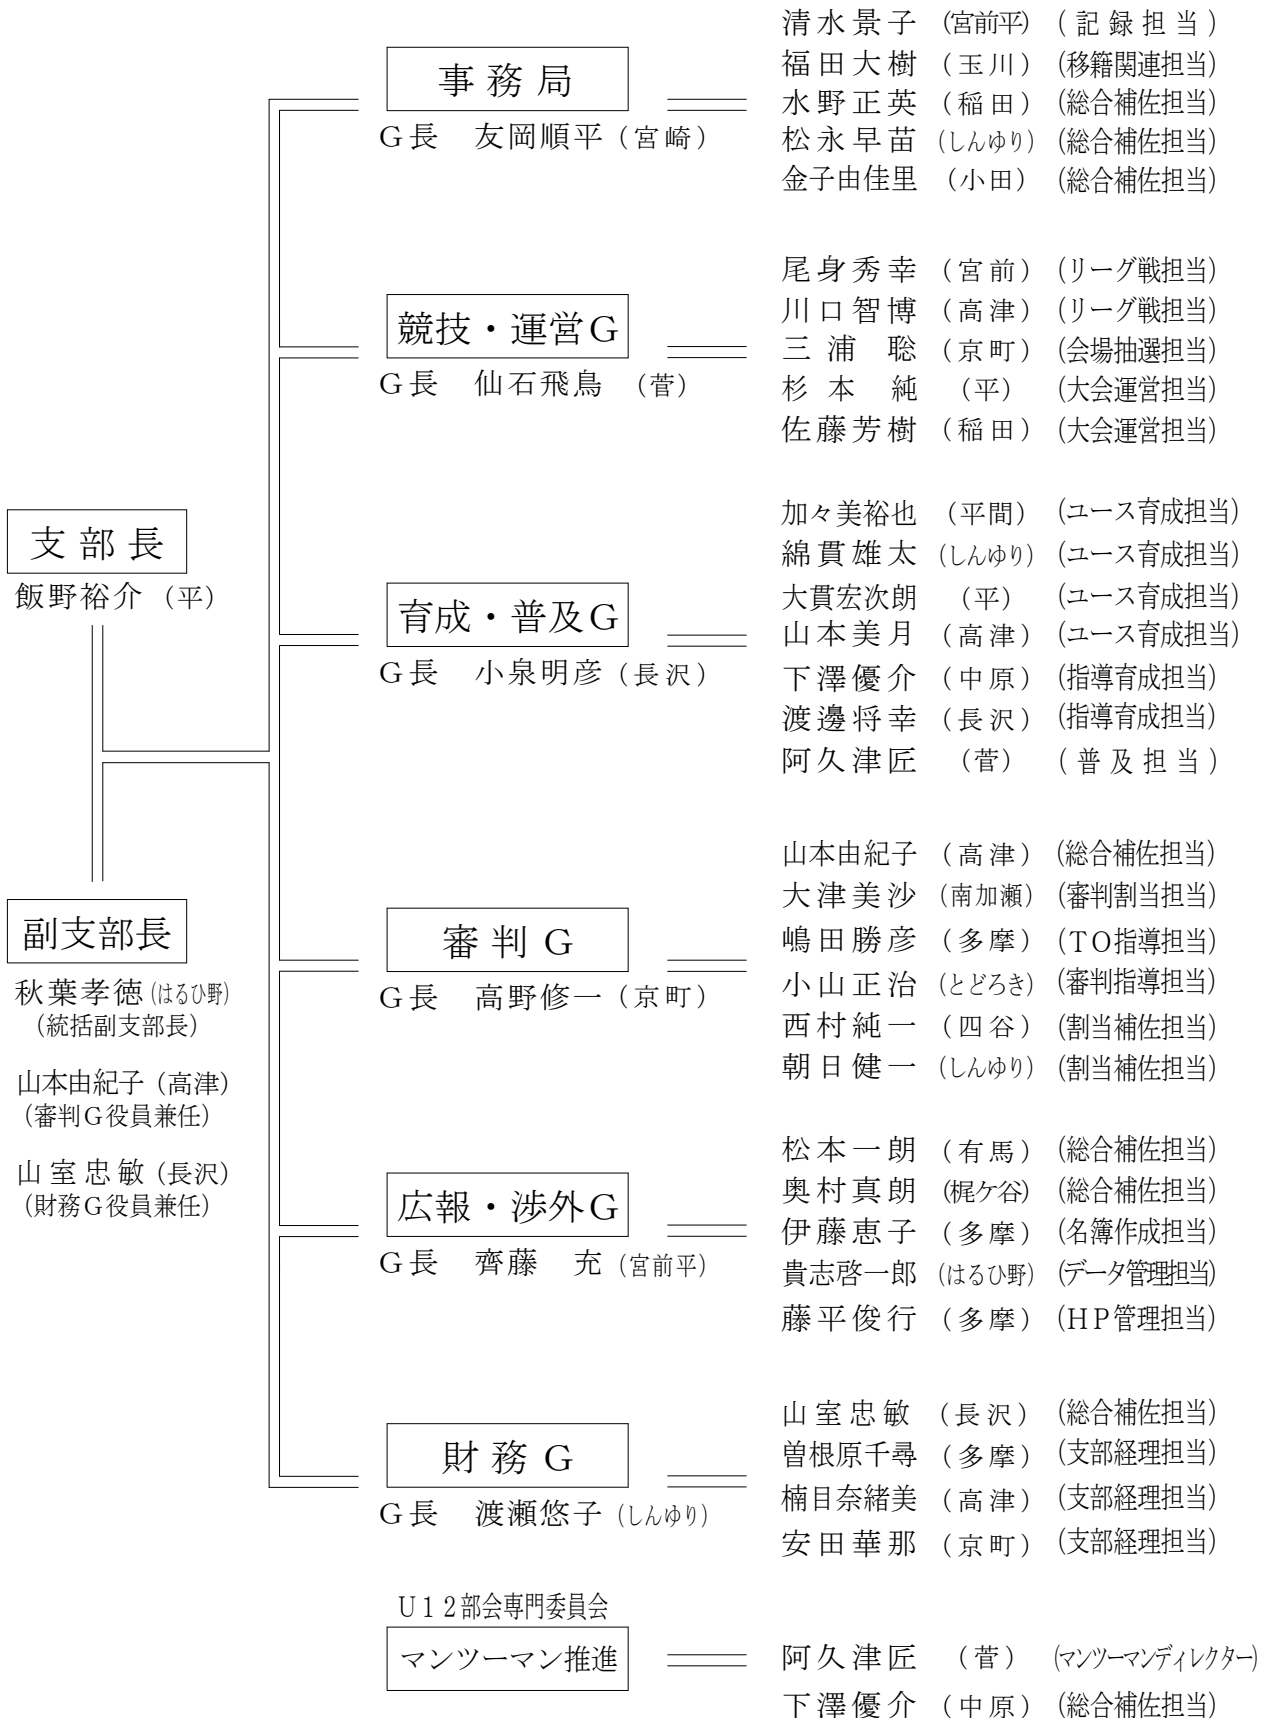 支部長
飯野裕介（平）
副支部長
秋葉孝徳（はるひ野）
（統括副支部長）
山本由紀子（高津）
（審判G役員兼任）
山室忠敏（長沢）
（財務G役員兼任）
事務局
G長 友岡順平（宮崎）
清水景子（宮前平）（記録担当）
福田大樹（玉川）（移籍関連担当）
水野正英（稲田）（総合補佐担当）
松永早苗（しんゆり）（総合補佐担当）
金子由佳里（小田）（総合補佐担当）
競技・運営G
G長 仙石飛鳥（菅）
尾身秀幸（宮前）（リーグ戦担当）
川口智博（高津）（リーグ戦担当）
三浦 聡（京町）（会場抽選担当）
杉本 純（平）（大会運営担当）
佐藤芳樹（稲田）（大会運営担当）
育成・普及G
G長 小泉明彦（長沢）
加々美裕也（平間）（ユース育成担当）
綿貫雄太（しんゆり）（ユース育成担当）
大貫宏次朗（平）（ユース育成担当）
山本美月（高津）（ユース育成担当）
下澤優介（中原）（指導育成担当）
渡邊将幸（長沢）（指導育成担当）
阿久津匠（菅）（普及担当）
審判G
G長 高野修一（京町）
山本由紀子（高津）（総合補佐担当）
大津美沙（南加瀬）（審判割当担当）
嶋田勝彦（多摩）（TO指導担当）
小山正治（とどろき）（審判指導担当）
西村純一（四谷）（割当補佐担当）
朝日健一（しんゆり）（割当補佐担当）
広報・渉外G
G長 齊藤 充（宮前平）
松本一朗（有馬）（総合補佐担当）
奥村真朗（梶ケ谷）（総合補佐担当）
伊藤恵子（多摩）（名簿作成担当）
貴志啓一郎（はるひ野）（データ管理担当）
藤平俊行（多摩）（HP管理担当）
財務G
G長 渡瀬悠子（しんゆり）
山室忠敏（長沢）（総合補佐担当）
曽根原千尋（多摩）（支部経理担当）
楠目奈緒美（高津）（支部経理担当）
安田華那（京町）（支部経理担当）
U12部会専門委員会
マンツーマン推進
阿久津匠（菅）（マンツーマンディレクター）
下澤優介（中原）（総合補佐担当）